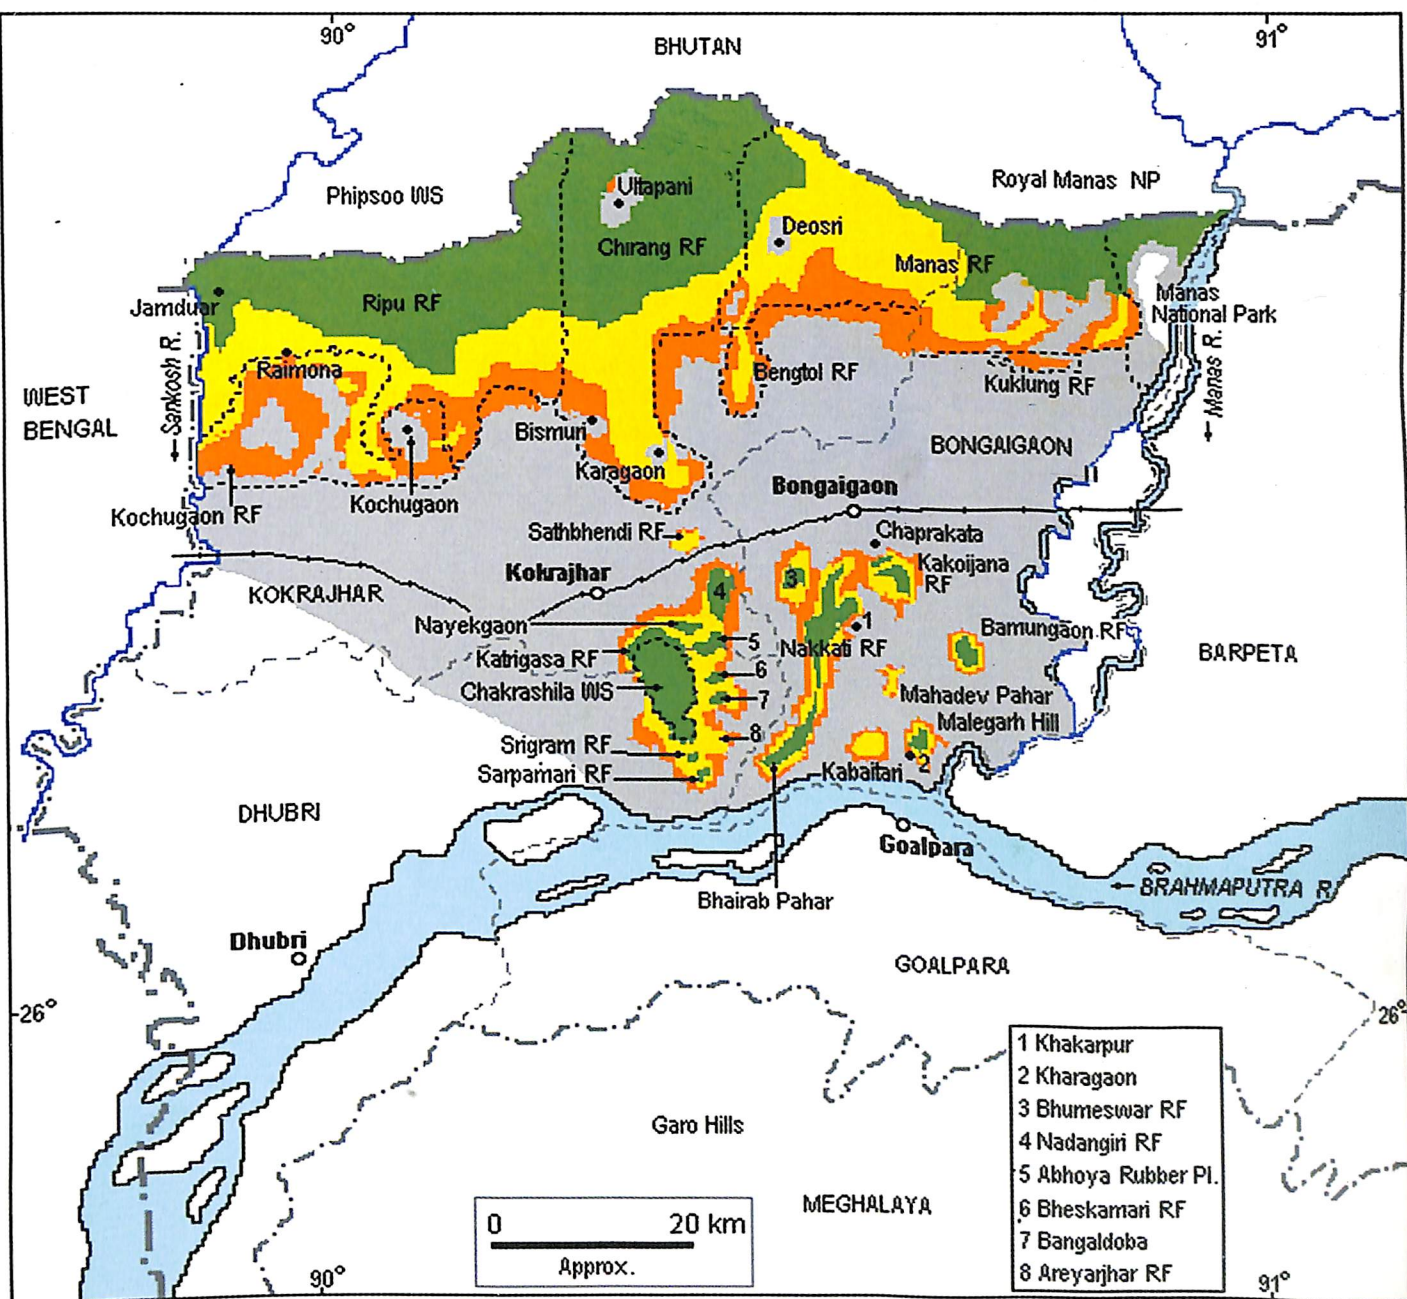 90°
91°
BHUTAN
Phipsoo WS
Royal Manas NP
Ultapani
Deosri
Chirang RF
Manas RF
Jamduar
Ripu RF
Manas
National Park
Sankosh R.
Manas R.
Raimona
Bengtol RF
Kuklung RF
WEST
BENGAL
Bismuri
BONGAIGAON
Karagaon
Kochugaon
Bongaigaon
Kochugaon RF
Sathbhendi RF
Chaprakata
Kakoijana
RF
Kokrajhar
KOKRAJHAR
4
3
Nayekgaon
1
Bamungaon RF
5
Nakkati RF
Katrigasa RF
BARPETA
6
Chakrashila WS
7
Mahadev Pahar
Malegarh Hill
8
Srigram RF
2
Sarpamari RF
Kabaitari
DHUBRI
Goalpara
BRAHMAPUTRA R.
Bhairab Pahar
Dhubri
GOALPARA
26°
26°
Garo Hills
MEGHALAYA
1 Khakarpur
2 Kharagaon
3 Bhumeswar RF
4 Nadangiri RF
5 Abhoya Rubber Pl.
6 Bheskamari RF
7 Bangaldoba
8 Areyarjhar RF
0 20 km
Approx.
90°
91°